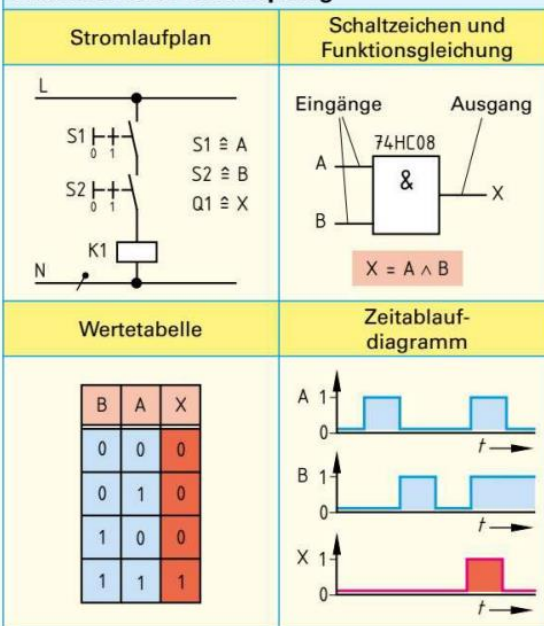 Stromlaufplan
Schaltzeichen und
Funktionsgleichung
L
S1
0 1
S2
0 1
K1
N
S1 ≙ A
S2 ≙ B
Q1 ≙ X
Eingänge
Ausgang
74HC08
A
&
X
B
X = A ∧ B
Wertetabelle
Zeitablauf-
diagramm
B A X
0 0 0
0 1 0
1 0 0
1 1 1
A 1
0
t
B 1
0
t
X 1
0
t